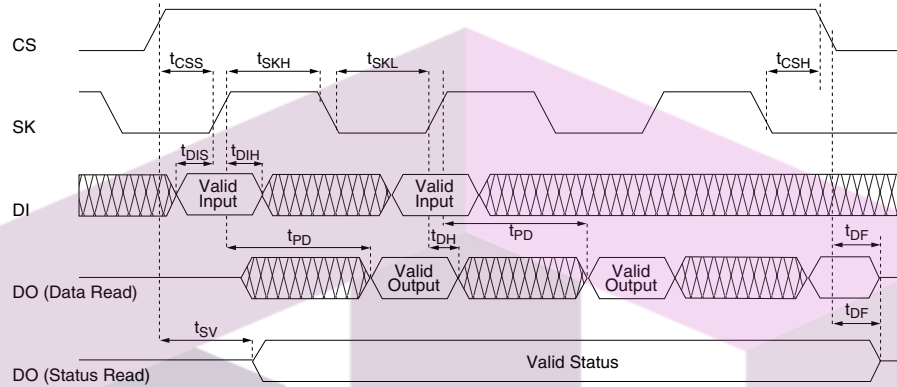 CS
tCSS
tSKH
tSKL
tCSH
SK
tDIS
tDIH
DI
Valid
Input
Valid
Input
tPD
tDH
tPD
tDF
DO (Data Read)
Valid
Output
Valid
Output
tDF
tSV
DO (Status Read)
Valid Status